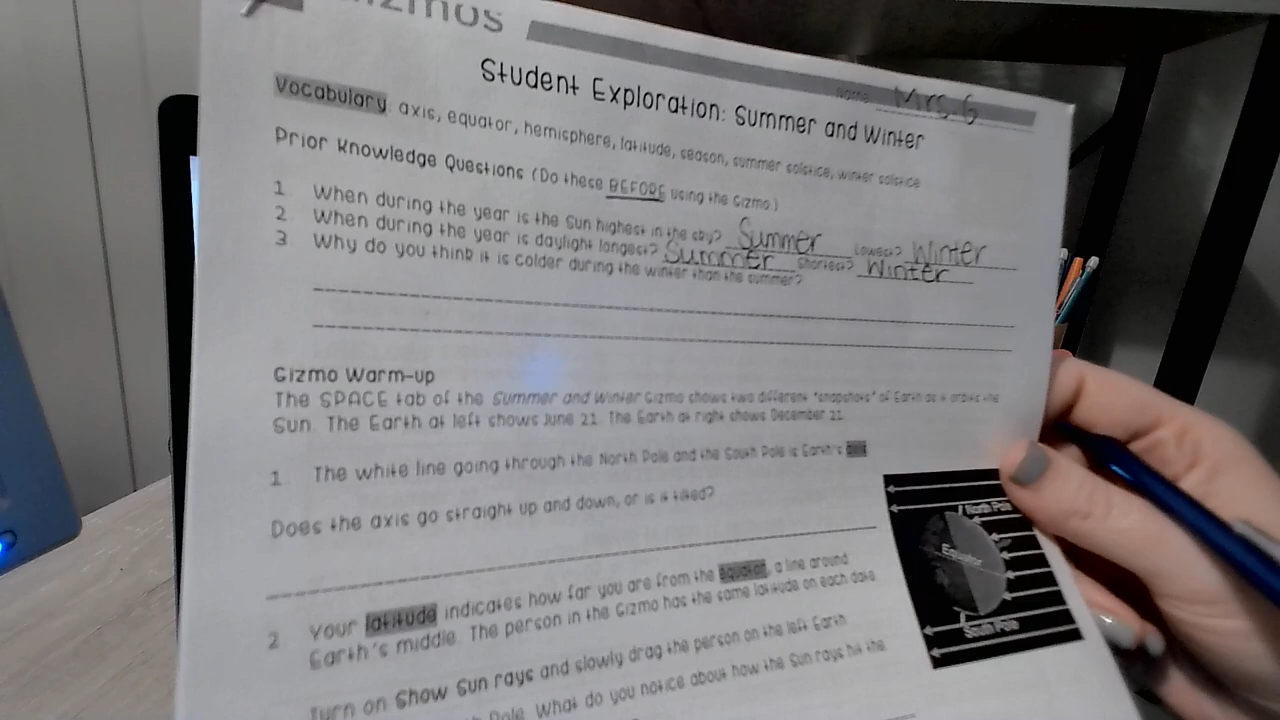 Gizmos
Name: Mrs. G
Student Exploration: Summer and Winter
Vocabulary: axis, equator, hemisphere, latitude, season, summer solstice, winter solstice
Prior Knowledge Questions (Do these BEFORE using the Gizmo.)
1. When during the year is the Sun highest in the sky? Summer Lowest? Winter
2. When during the year is daylight longest? Summer Shortest? Winter
3. Why do you think it is colder during the winter than the summer?
Gizmo Warm-up
The SPACE tab of the Summer and Winter Gizmo shows two different "snapshots" of Earth as it orbits the
Sun. The Earth at left shows June 21. The Earth at right shows December 21.
1. The white line going through the North Pole and the South Pole is Earth's axis
Does the axis go straight up and down, or is it tilted?
North Pole
Equator
South Pole
2. Your latitude indicates how far you are from the equator, a line around
Earth's middle. The person in the Gizmo has the same latitude on each date.
Turn on Show Sun rays and slowly drag the person on the left Earth
Pole. What do you notice about how the Sun rays hit the